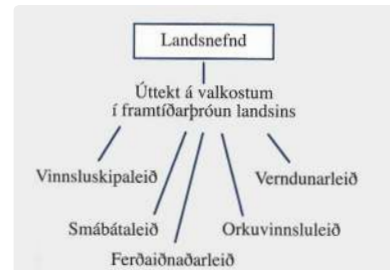 Landsnefnd
Úttekt á valkostum
í framtíðarþróun landsins
Vinnsluskipaleið
Verndunarleið
Smábátaleið
Orkuvinnsluleið
Ferðaiðnaðarleið